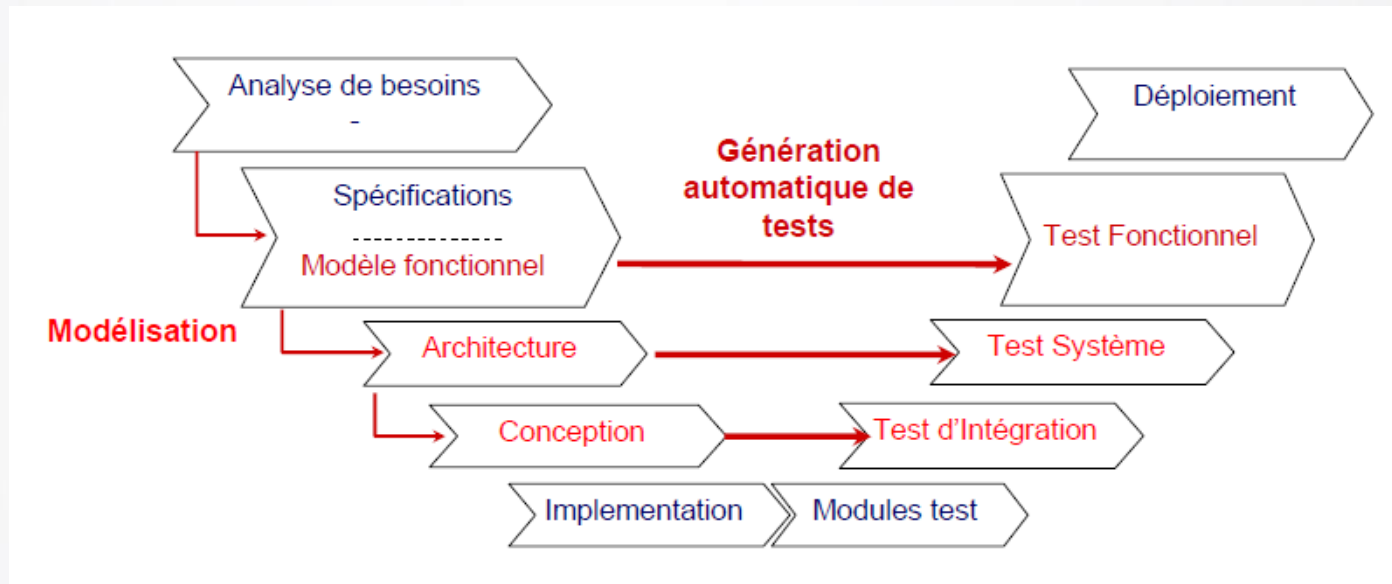 Analyse de besoins
-
Déploiement
Génération
automatique de
tests
Spécifications
--------------
Modèle fonctionnel
Test Fonctionnel
Modélisation
Architecture
Test Système
Conception
Test d'Intégration
Implementation
Modules test